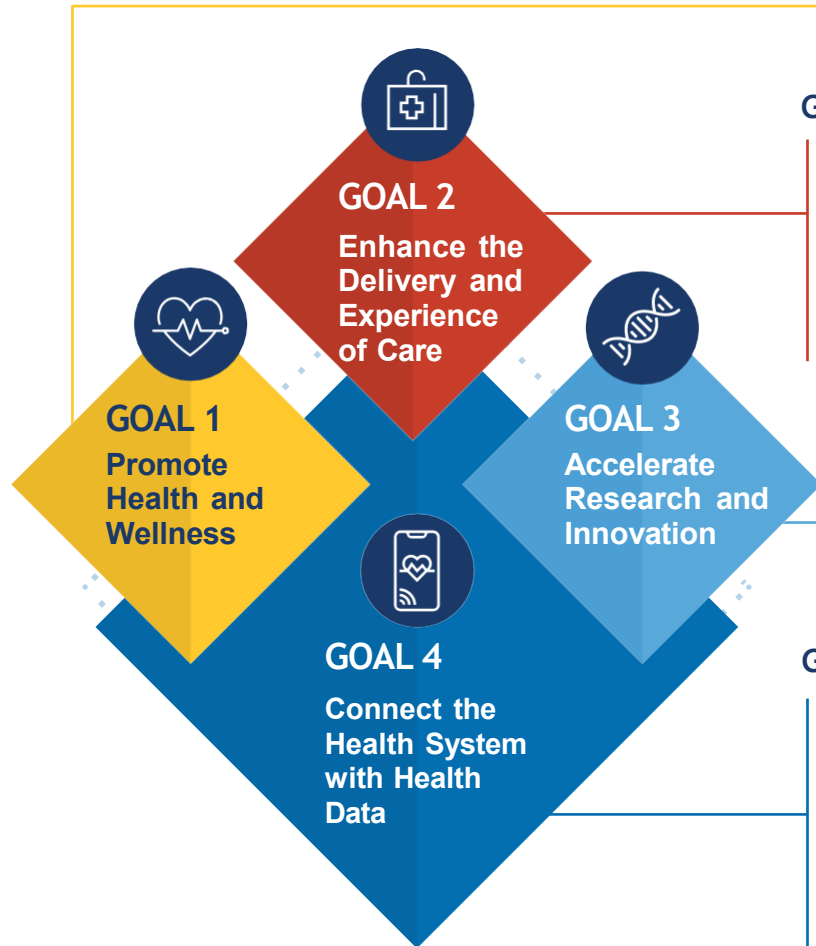 G
GOAL 2
Enhance the
Delivery and
Experience
of Care
GOAL 1
Promote
Health and
Wellness
GOAL 3
Accelerate
Research and
Innovation
G
GOAL 4
Connect the
Health System
with Health
Data